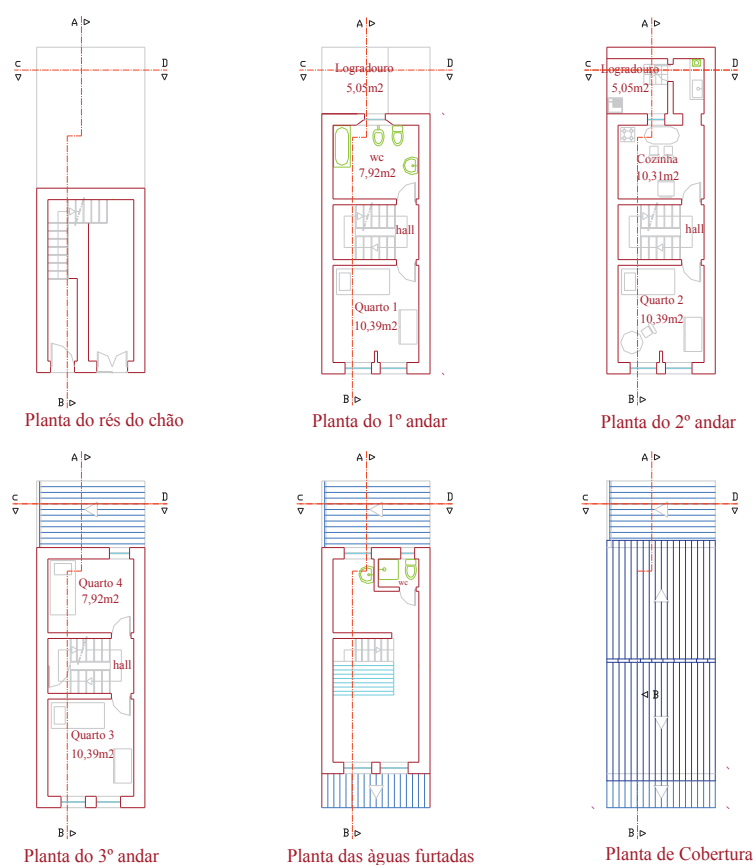 A
C
D
B
Planta do rés do chão
A
C
D
Logradouro
5,05m2
wc
7,92m2
hall
Quarto 1
10,39m2
B
Planta do 1º andar
A
C
D
Logradouro
5,05m2
Cozinha
10,31m2
hall
Quarto 2
10,39m2
B
Planta do 2º andar
A
C
D
Quarto 4
7,92m2
hall
Quarto 3
10,39m2
B
Planta do 3º andar
A
C
D
wc
B
Planta das àguas furtadas
A
C
D
B
Planta de Cobertura